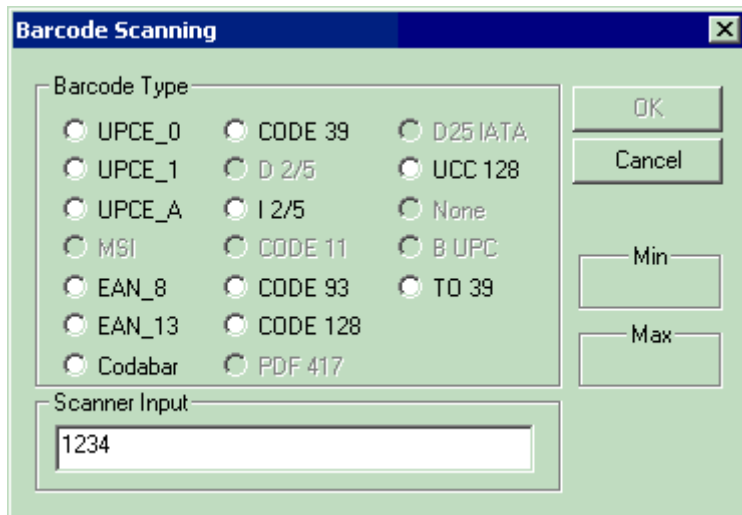 Barcode Scanning
Barcode Type
UPCE_0 CODE 39 D25 IATA
UPCE_1 D 2/5 UCC 128
UPCE_A I 2/5 None
MSI CODE 11 B UPC
EAN_8 CODE 93 TO 39
EAN_13 CODE 128
Codabar PDF 417
OK
Cancel
Min
Max
Scanner Input
1234